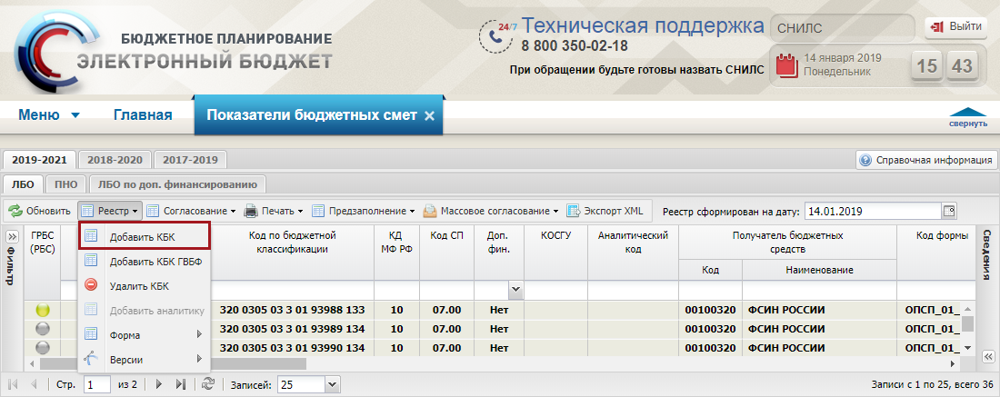 БЮДЖЕТНОЕ ПЛАНИРОВАНИЕ
ЭЛЕКТРОННЫЙ БЮДЖЕТ
24/7 Техническая поддержка
8 800 350-02-18
При обращении будьте готовы назвать СНИЛС
СНИЛС
Выйти
14 января 2019
Понедельник
15 43
Меню Главная Показатели бюджетных смет
свернуть
2019-2021 2018-2020 2017-2019 Справочная информация
ЛБО ПНО ЛБО по доп. финансированию
Обновить Реестр Согласование Печать Предзаполнение Массовое согласование Экспорт XML Реестр сформирован на дату: 14.01.2019
Фильтр
ГРБС (РБС)
Код по бюджетной классификации
КД МФ РФ
Код СП
Доп. фин.
КОСГУ
Аналитический код
Получатель бюджетных средств
Код
Наименование
Код формы
Сведения
Добавить КБК
Добавить КБК ГВБФ
Удалить КБК
Добавить аналитику
Форма
Версии
320 0305 03 3 01 93988 133 10 07.00 Нет 00100320 ФСИН РОССИИ ОПСП_01_
320 0305 03 3 01 93989 134 10 07.00 Нет 00100320 ФСИН РОССИИ ОПСП_01_
320 0305 03 3 01 93990 134 10 07.00 Нет 00100320 ФСИН РОССИИ ОПСП_01_
Стр. 1 из 2 Записей: 25 Записи с 1 по 25, всего 36